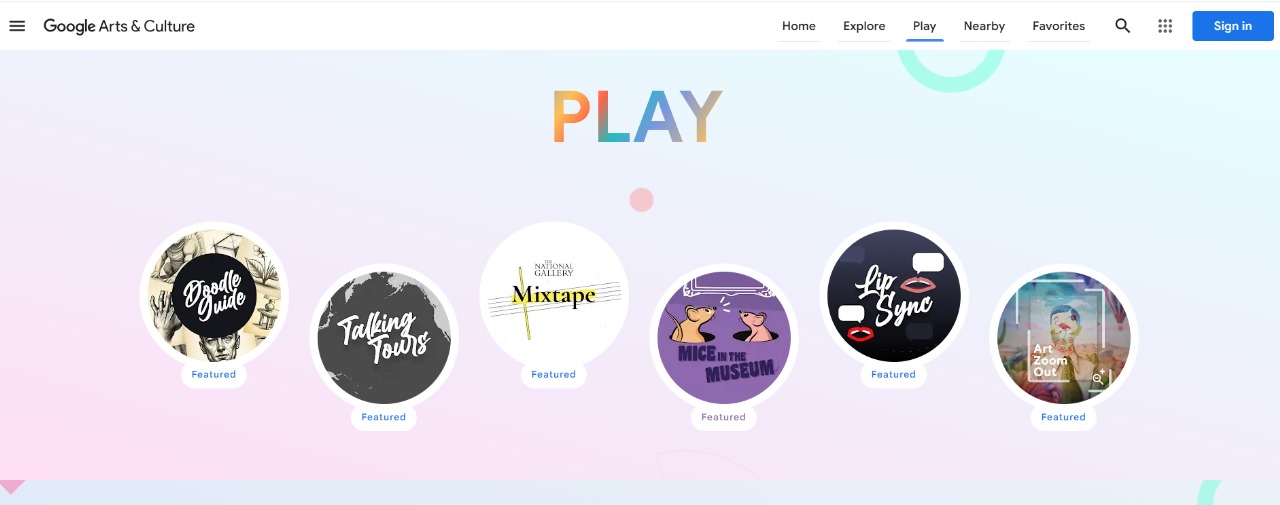 Google Arts & Culture
Home
Explore
Play
Nearby
Favorites
Sign in
PLAY
Doodle
Guide
Featured
Talking
Tours
Featured
THE
NATIONAL
GALLERY
Mixtape
Featured
MICE IN THE
MUSEUM
Featured
Lip
Sync
Featured
Art
Zoom
Out
Featured